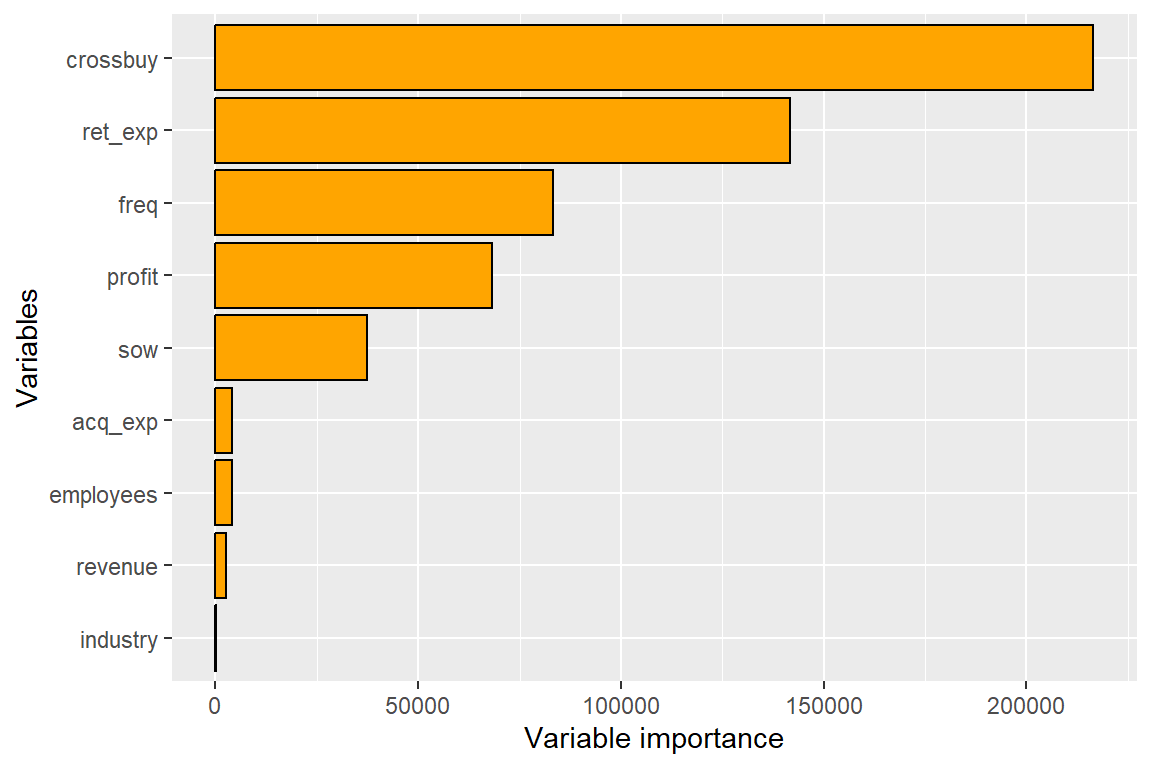 crossbuy
ret_exp
freq
profit
sow
acq_exp
employees
revenue
industry
Variables
0 50000 100000 150000 200000
Variable importance